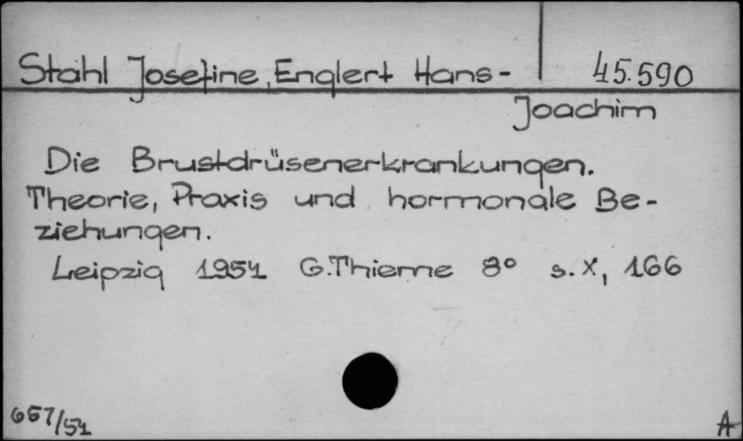 Stahl Josefine, Englert Hans- 45.590
Joachim
Die Brustdrüsenerkrankungen.
Theorie, Praxis und hormonale Be-
ziehungen.
Leipzig 1954 G.Thieme 8° s.X, 166
657/54
A